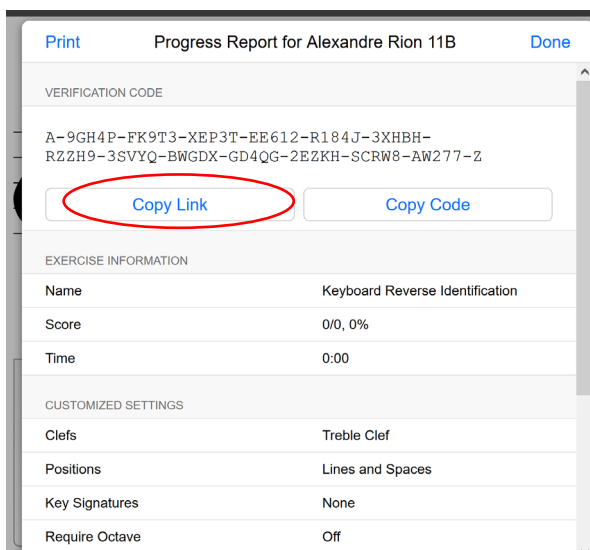 Print Progress Report for Alexandre Rion 11B Done
VERIFICATION CODE
A-9GH4P-FK9T3-XEP3T-EE612-R184J-3XHBH-
RZZH9-3SVYQ-BWGDX-GD4QG-2EZKH-SCRW8-AW277-Z
Copy Link Copy Code
EXERCISE INFORMATION
Name Keyboard Reverse Identification
Score 0/0, 0%
Time 0:00
CUSTOMIZED SETTINGS
Clefs Treble Clef
Positions Lines and Spaces
Key Signatures None
Require Octave Off